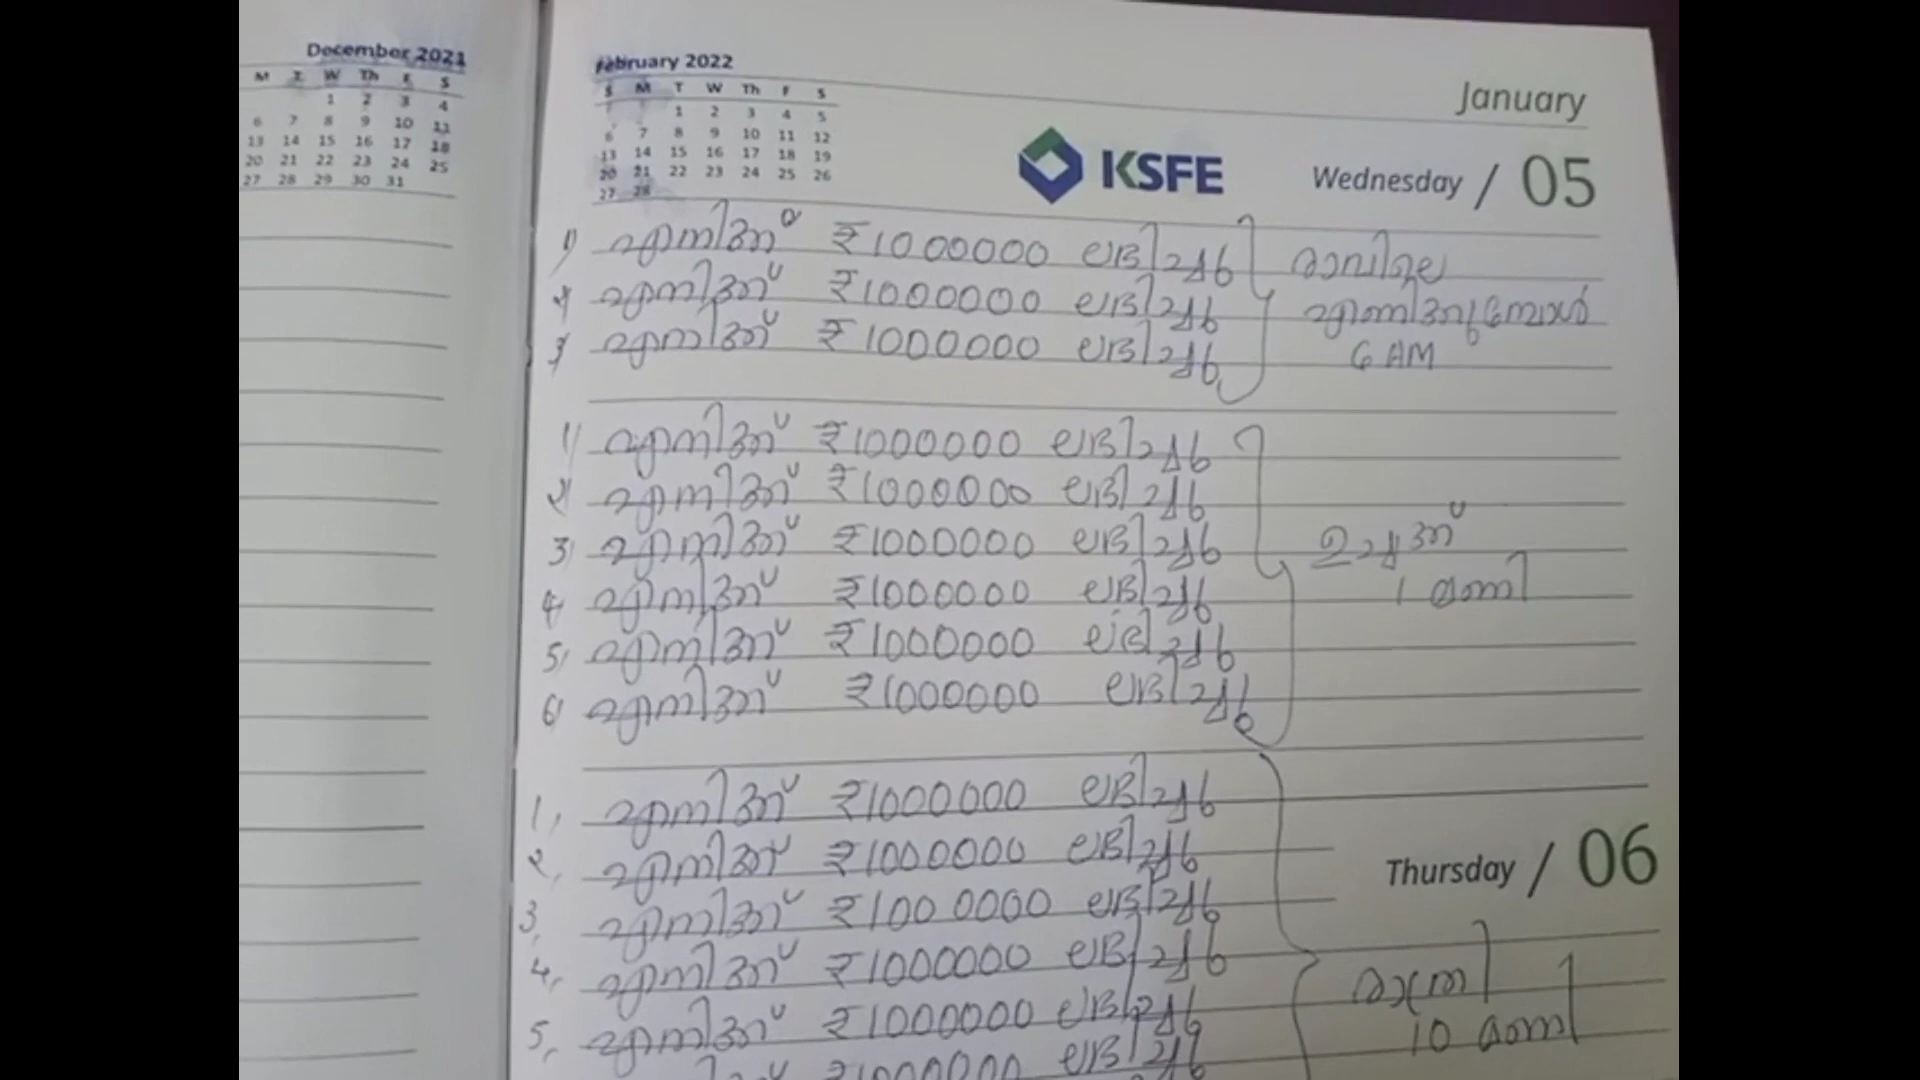 December 2021
M T W Th F S
1 2 3 4
6 7 8 9 10 11
13 14 15 16 17 18
20 21 22 23 24 25
27 28 29 30 31
February 2022
S M T W Th F S
1 2 3 4 5
6 7 8 9 10 11 12
13 14 15 16 17 18 19
20 21 22 23 24 25 26
27 28
January
KSFE
Wednesday / 05
1) എനിക്ക് ₹1000000 ലഭിച്ചു
2) എനിക്ക് ₹1000000 ലഭിച്ചു
3) എനിക്ക് ₹1000000 ലഭിച്ചു
രാവിലെ
എണീക്കുമ്പോൾ
6 AM
1) എനിക്ക് ₹1000000 ലഭിച്ചു
2) എനിക്ക് ₹1000000 ലഭിച്ചു
3) എനിക്ക് ₹1000000 ലഭിച്ചു
4) എനിക്ക് ₹1000000 ലഭിച്ചു
5) എനിക്ക് ₹1000000 ലഭിച്ചു
6) എനിക്ക് ₹1000000 ലഭിച്ചു
ഉച്ചക്ക്
1 മണി
1, എനിക്ക് ₹1000000 ലഭിച്ചു
2, എനിക്ക് ₹1000000 ലഭിച്ചു
Thursday / 06
3, എനിക്ക് ₹1000000 ലഭിച്ചു
4, എനിക്ക് ₹1000000 ലഭിച്ചു
5, എനിക്ക് ₹1000000 ലഭിച്ചു
രാത്രി
10 മണി
₹1000000 ലഭിച്ചു